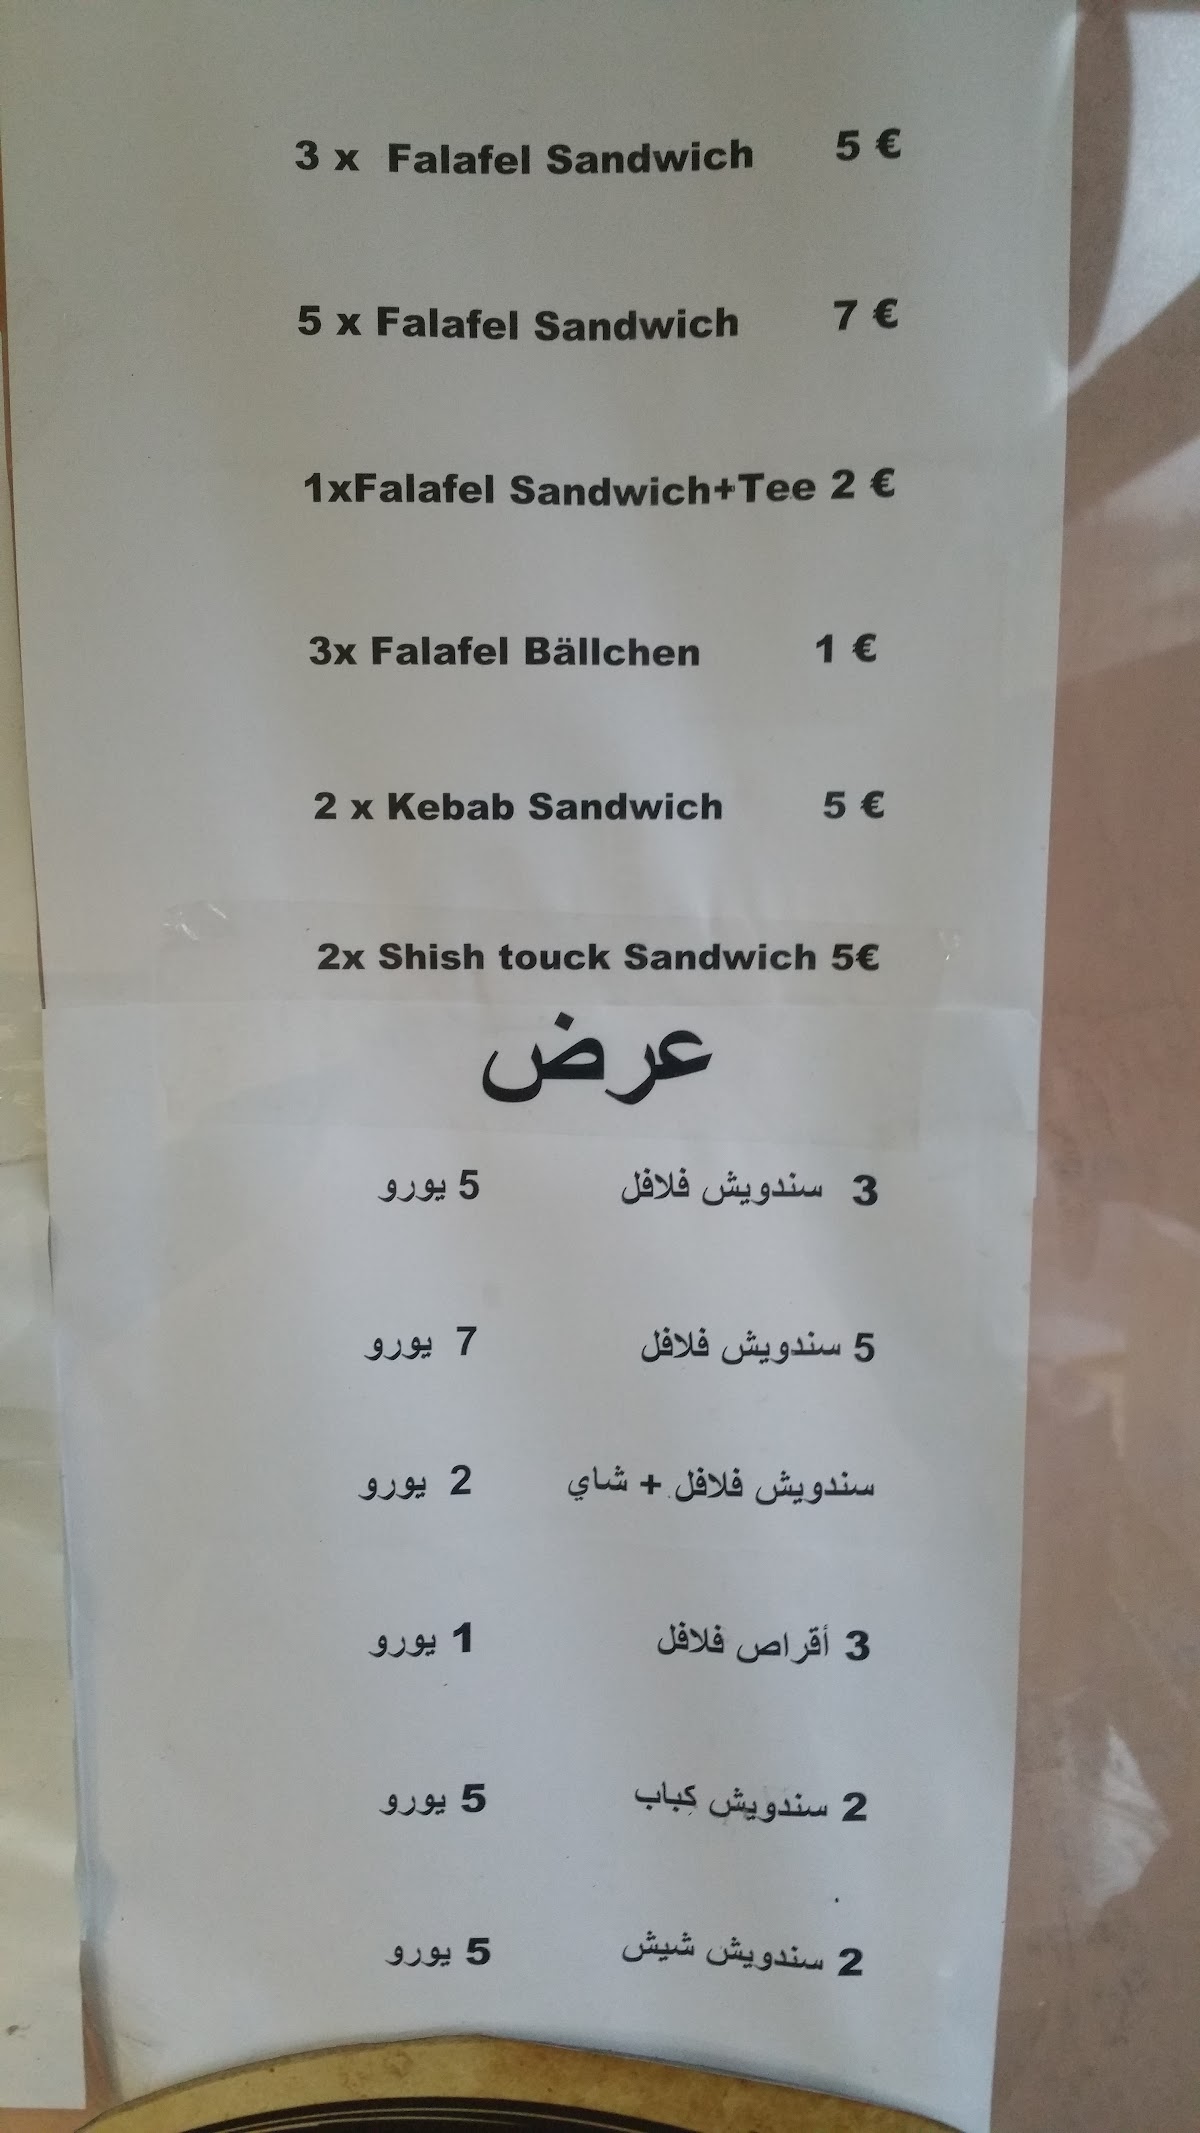 3 x Falafel Sandwich 5 €
5 x Falafel Sandwich 7 €
1xFalafel Sandwich+Tee 2 €
3x Falafel Bällchen 1 €
2 x Kebab Sandwich 5 €
2x Shish touck Sandwich 5€
عرض
3 سندويش فلافل 5 يورو
5 سندويش فلافل 7 يورو
سندويش فلافل + شاي 2 يورو
3 أقراص فلافل 1 يورو
2 سندويش كباب 5 يورو
2 سندويش شيش 5 يورو